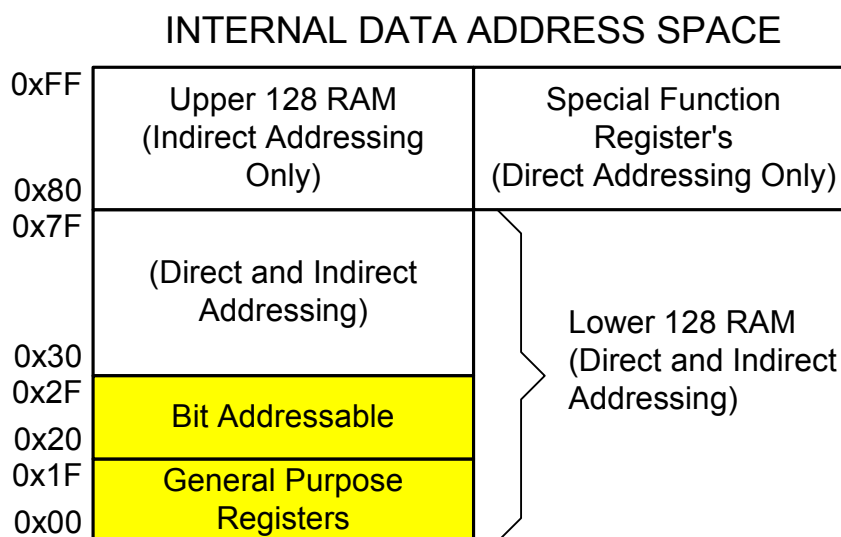 INTERNAL DATA ADDRESS SPACE
0xFF
Upper 128 RAM
(Indirect Addressing
Only)
0x80
Special Function
Register's
(Direct Addressing Only)
0x7F
(Direct and Indirect
Addressing)
0x30
Lower 128 RAM
(Direct and Indirect
Addressing)
0x2F
Bit Addressable
0x20
0x1F
General Purpose
Registers
0x00